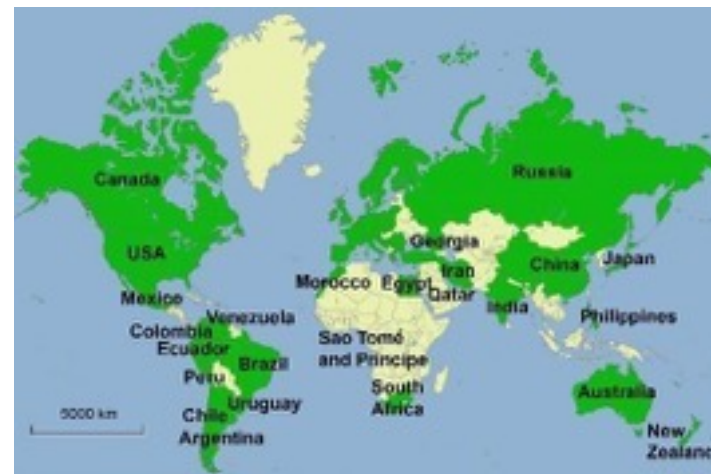 Canada
Russia
USA
Georgia
Iran
China
Japan
Mexico
Morocco
Egypt
Qatar
India
Venezuela
Philippines
Colombia
Ecuador
Sao Tomé
and Principe
Brazil
Peru
South
Africa
Australia
Uruguay
Chile
Argentina
5000 km
New
Zealand